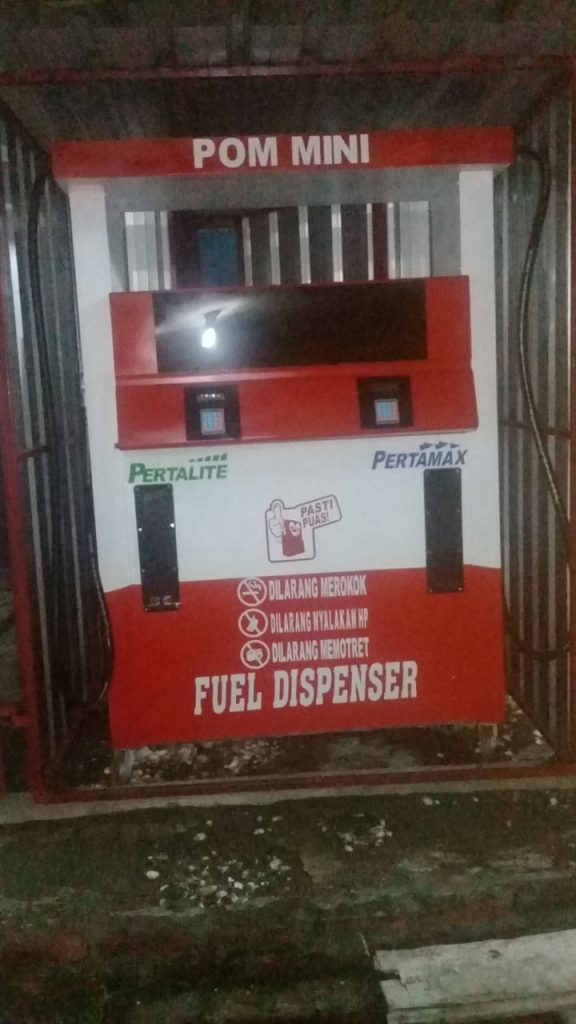 POM MINI
PERTALITE
PERTAMAX
PASTI
PUAS!
DILARANG MEROKOK
DILARANG NYALAKAN HP
DILARANG MEMOTRET
FUEL DISPENSER